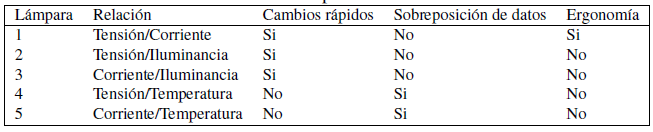 Lámpara Relación Cambios rápidos Sobreposición de datos Ergonomía
1 Tensión/Corriente Si No Si
2 Tensión/Iluminancia Si No No
3 Corriente/Iluminancia Si No No
4 Tensión/Temperatura No Si No
5 Corriente/Temperatura No Si No